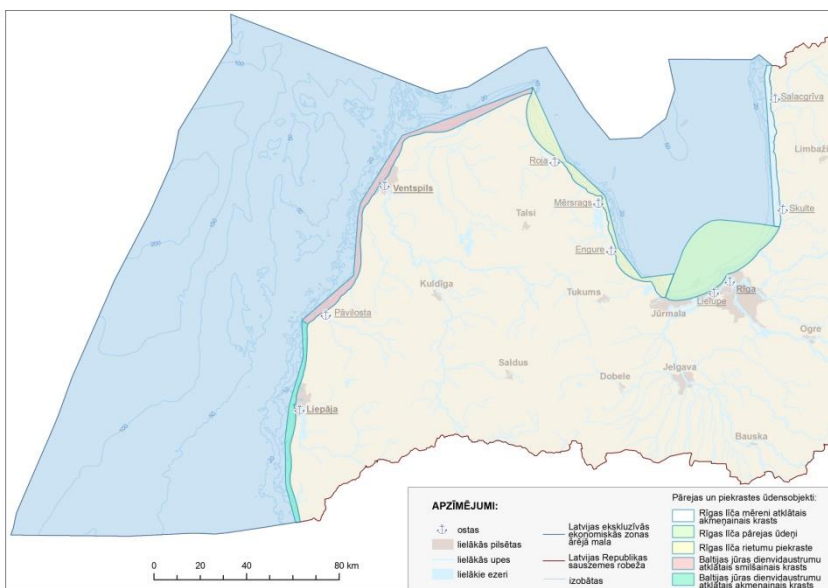 Salacgrīva
Limbaži
Roja
Ventspils
Mērsrags
Skulte
Talsi
Engure
Kuldīga
Tukums
Rīga
Lielupe
Jūrmala
Pāvilosta
Ogre
Saldus
Dobele
Jelgava
Liepāja
Bauska
0 20 40 80 km
APZĪMĒJUMI:
ostas
lielākās pilsētas
lielākās upes
lielākie ezeri
Latvijas ekskluzīvās
ekonomiskās zonas
ārējā mala
Latvijas Republikas
sauszemes robeža
izobātas
Pārejas un piekrastes ūdensobjekti:
Rīgas līča mēreni atklātais
akmeņainais krasts
Rīgas līča pārejas ūdeņi
Rīgas līča rietumu piekraste
Baltijas jūras dienvidaustrumu
atklātais smilšainais krasts
Baltijas jūras dienvidaustrumu
atklātais akmeņainais krasts